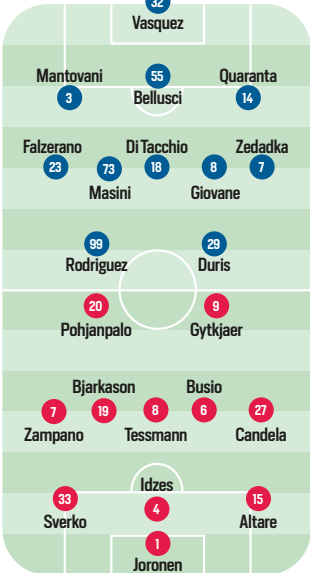 32
Vasquez
Mantovani 55 Quaranta
3 Bellusci 14
Falzerano Di Tacchio Zedadka
23 73 18 8 7
Masini Giovane
99 29
Rodriguez Duris
20 9
Pohjanpalo Gytkjaer
Bjarkason Busio
7 19 8 6 27
Zampano Tessmann Candela
Idzes
33 4 15
Sverko Altare
1
Joronen